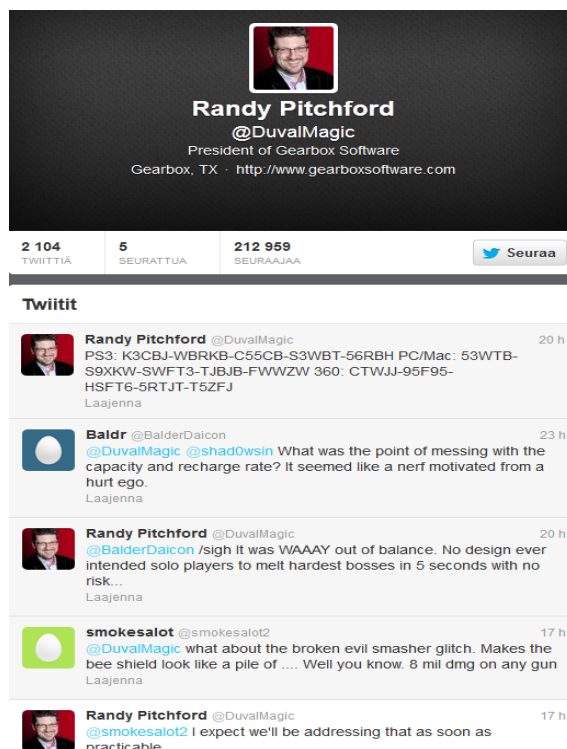 Randy Pitchford
@DuvalMagic
President of Gearbox Software
Gearbox, TX · http://www.gearboxsoftware.com
2 104 5 212 959
TWIITTIÄ SEURATTUA SEURAAJAA Seuraa
Twiitit
Randy Pitchford @DuvalMagic 20 h
PS3: K3CBJ-WBRKB-C55CB-S3WBT-56RBH PC/Mac: 53WTB-
S9XKW-SWFT3-TJBJB-FWWZW 360: CTWJJ-95F95-
HSFT6-5RTJT-T5ZFJ
Laajenna
Baldr @BalderDaicon 23 h
@DuvalMagic @shad0wsin What was the point of messing with the
capacity and recharge rate? It seemed like a nerf motivated from a
hurt ego.
Laajenna
Randy Pitchford @DuvalMagic 20 h
@BalderDaicon /sigh It was WAAAY out of balance. No design ever
intended solo players to melt hardest bosses in 5 seconds with no
risk...
Laajenna
smokesalot @smokesalot2 17 h
@DuvalMagic what about the broken evil smasher glitch. Makes the
bee shield look like a pile of .... Well you know. 8 mil dmg on any gun
Laajenna
Randy Pitchford @DuvalMagic 17 h
@smokesalot2 I expect we'll be addressing that as soon as
practicable